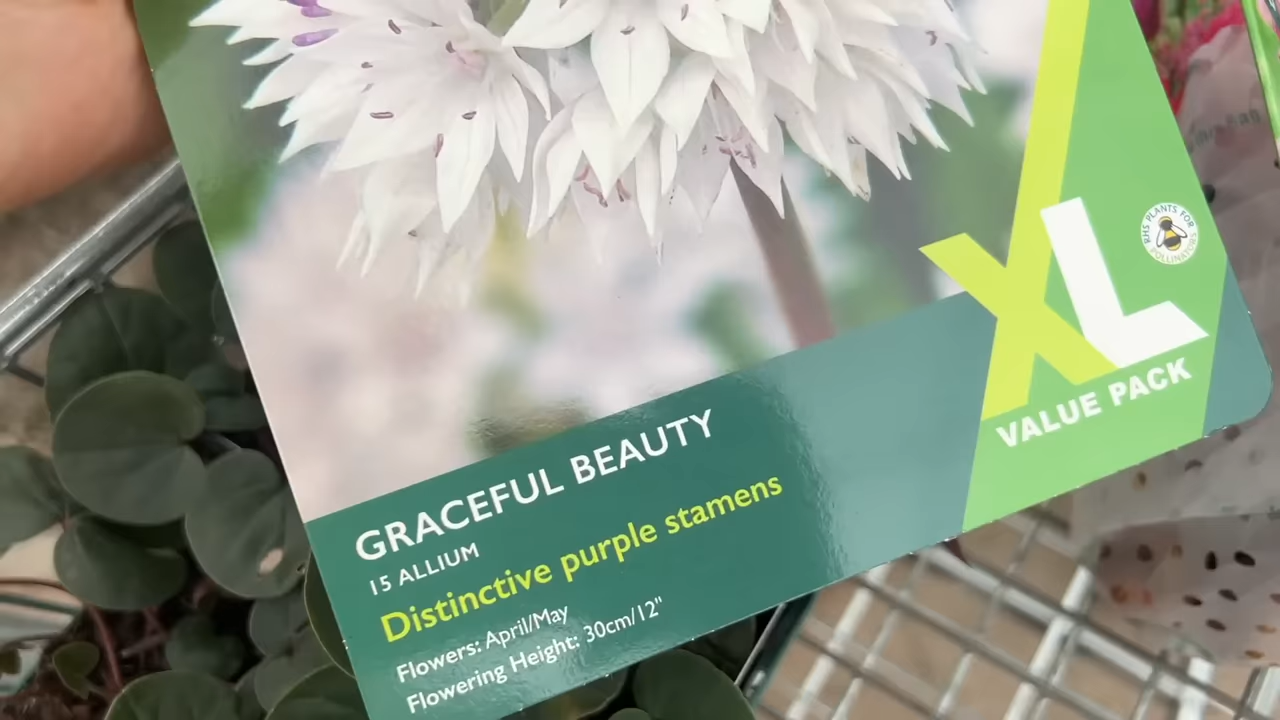 XL
VALUE PACK
RHS PLANTS FOR
POLLINATORS
GRACEFUL BEAUTY
15 ALLIUM
Distinctive purple stamens
Flowers: April/May
Flowering Height: 30cm/12"